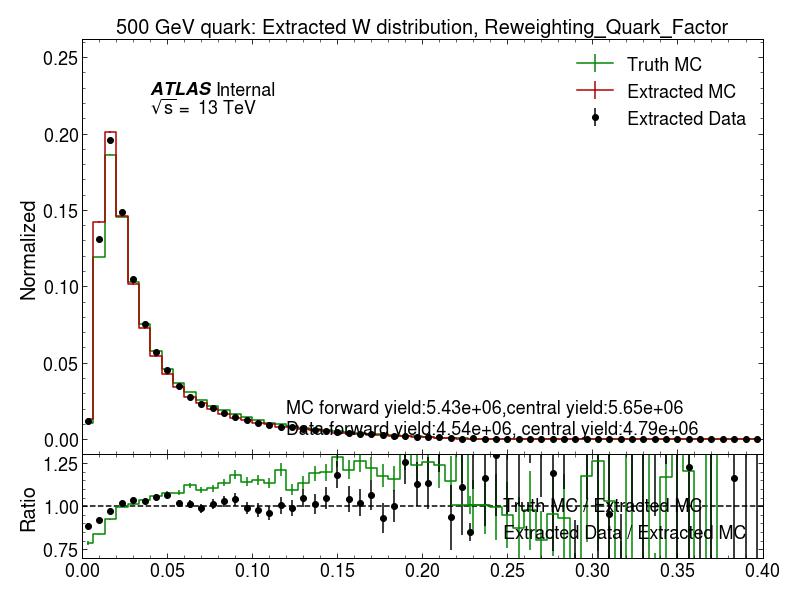 500 GeV quark: Extracted W distribution, Reweighting_Quark_Factor
0.25
0.20
0.15
0.10
0.05
0.00
Normalized
ATLAS Internal
√s = 13 TeV
Truth MC
Extracted MC
Extracted Data
MC forward yield:5.43e+06,central yield:5.65e+06
Data forward yield:4.54e+06, central yield:4.79e+06
1.25
1.00
0.75
Ratio
Truth MC / Extracted MC
Extracted Data / Extracted MC
0.00 0.05 0.10 0.15 0.20 0.25 0.30 0.35 0.40